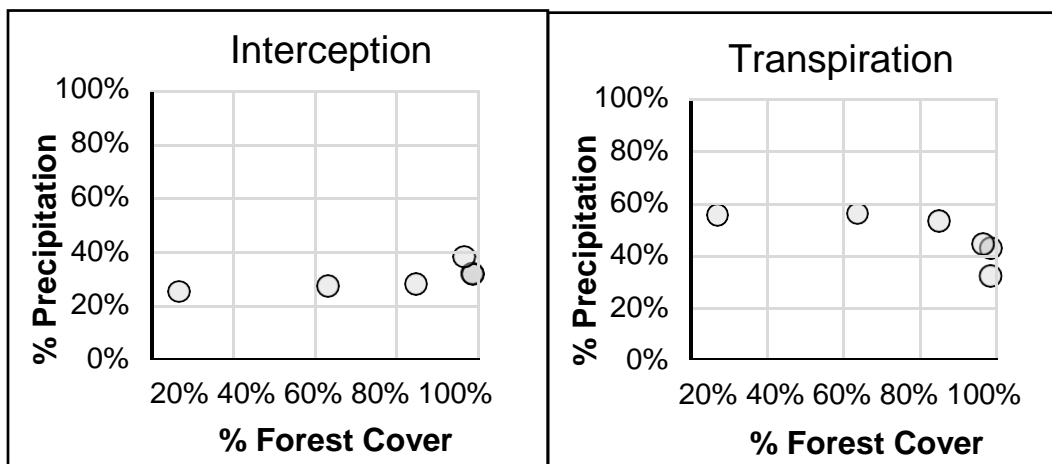 Interception
100%
80%
60%
40%
20%
0%
% Precipitation
20% 40% 60% 80% 100%
% Forest Cover
Transpiration
100%
80%
60%
40%
20%
0%
% Precipitation
20% 40% 60% 80% 100%
% Forest Cover